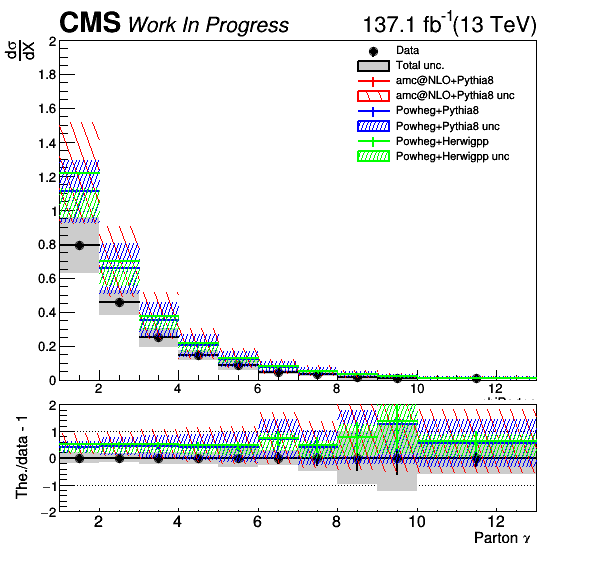 CMS Work In Progress 137.1 fb-1(13 TeV)
dσ
dX
2
1.8
1.6
1.4
1.2
1
0.8
0.6
0.4
0.2
0
Data
Total unc.
amc@NLO+Pythia8
amc@NLO+Pythia8 unc
Powheg+Pythia8
Powheg+Pythia8 unc
Powheg+Herwigpp
Powheg+Herwigpp unc
2 4 6 8 10 12
The./data - 1
2
1
0
−1
−2
2 4 6 8 10 12
Parton γ